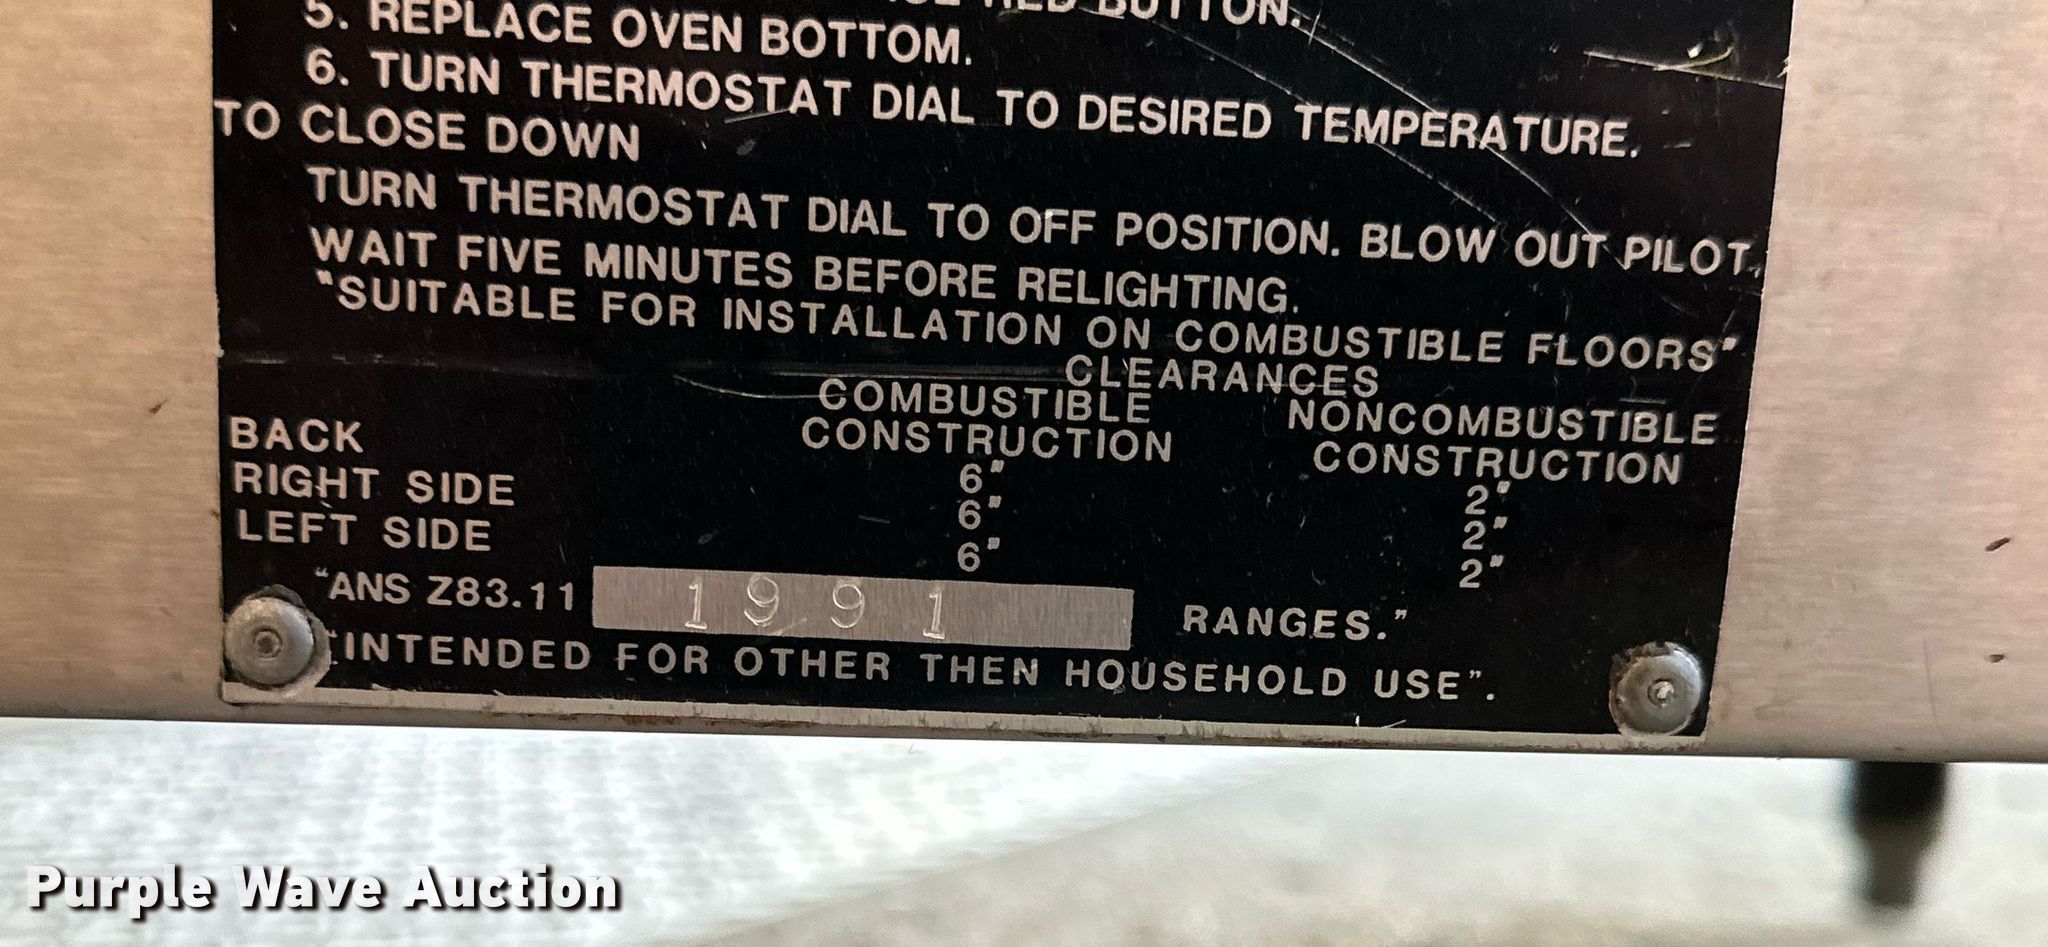 RED BUTTON.
5. REPLACE OVEN BOTTOM.
6. TURN THERMOSTAT DIAL TO DESIRED TEMPERATURE.
TO CLOSE DOWN
TURN THERMOSTAT DIAL TO OFF POSITION. BLOW OUT PILOT.
WAIT FIVE MINUTES BEFORE RELIGHTING.
"SUITABLE FOR INSTALLATION ON COMBUSTIBLE FLOORS"
CLEARANCES
COMBUSTIBLE NONCOMBUSTIBLE
CONSTRUCTION CONSTRUCTION
BACK 6" 2"
RIGHT SIDE 6" 2"
LEFT SIDE 6" 2"
"ANS Z83.11 1991 RANGES."
"INTENDED FOR OTHER THEN HOUSEHOLD USE".
Purple Wave Auction